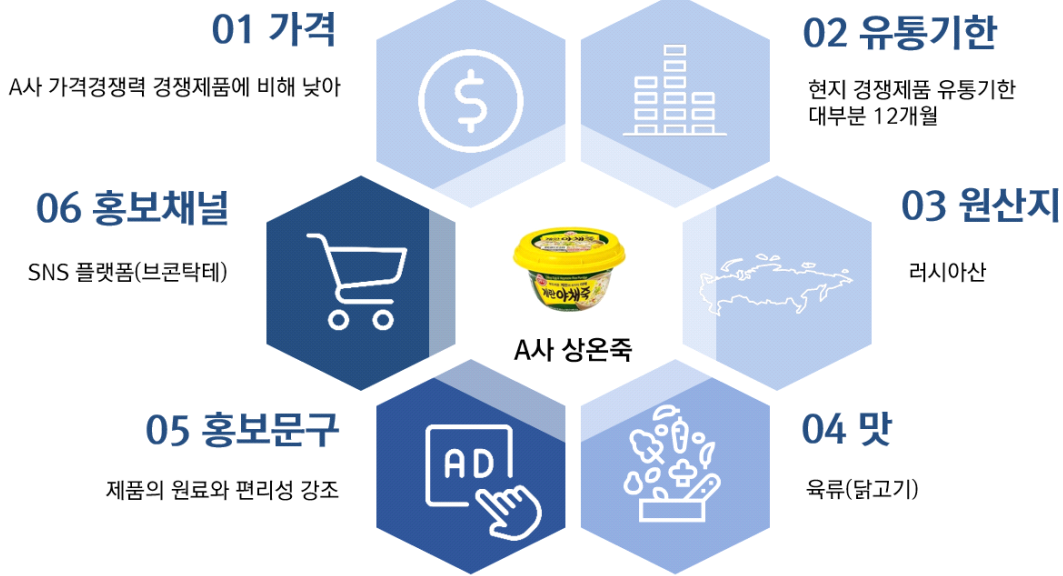 01 가격
A사 가격경쟁력 경쟁제품에 비해 낮아
02 유통기한
현지 경쟁제품 유통기한
대부분 12개월
03 원산지
러시아산
04 맛
육류(닭고기)
05 홍보문구
제품의 원료와 편리성 강조
AD
06 홍보채널
SNS 플랫폼(브콘탁테)
계란야채죽
A사 상온죽